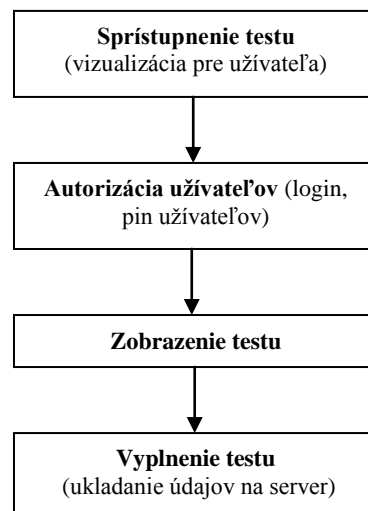 Sprístupnenie testu
(vizualizácia pre užívateľa)
Autorizácia užívateľov (login,
pin užívateľov)
Zobrazenie testu
Vyplnenie testu
(ukladanie údajov na server)